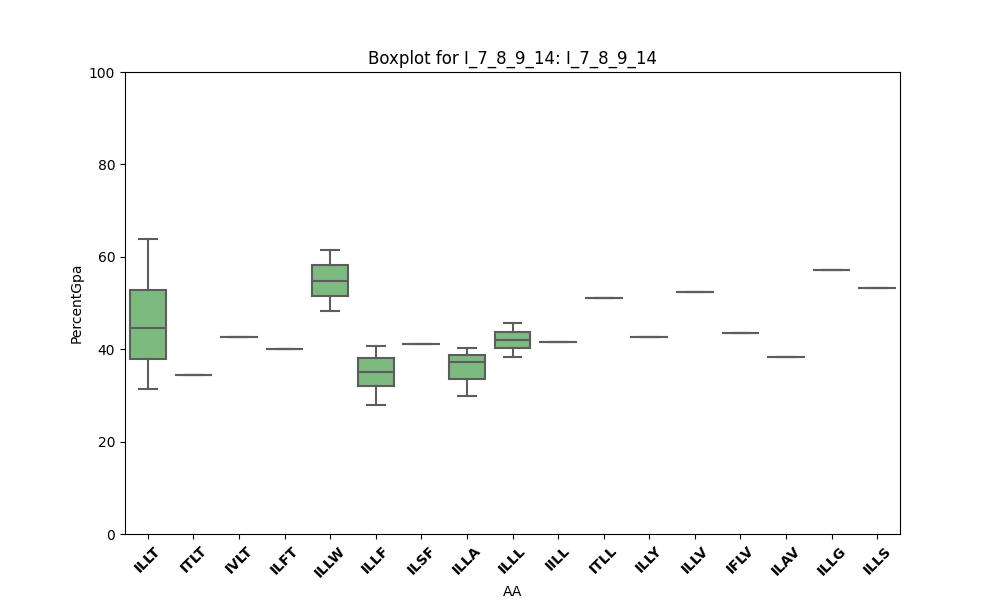 Boxplot for I_7_8_9_14: I_7_8_9_14
100
80
60
40
20
0
PercentGpa
ILLT ITLT IVLT ILFT ILLW ILLF ILSF ILLA ILLL IILL ITLL ILLY ILLV IFLV ILAV ILLG ILLS
AA